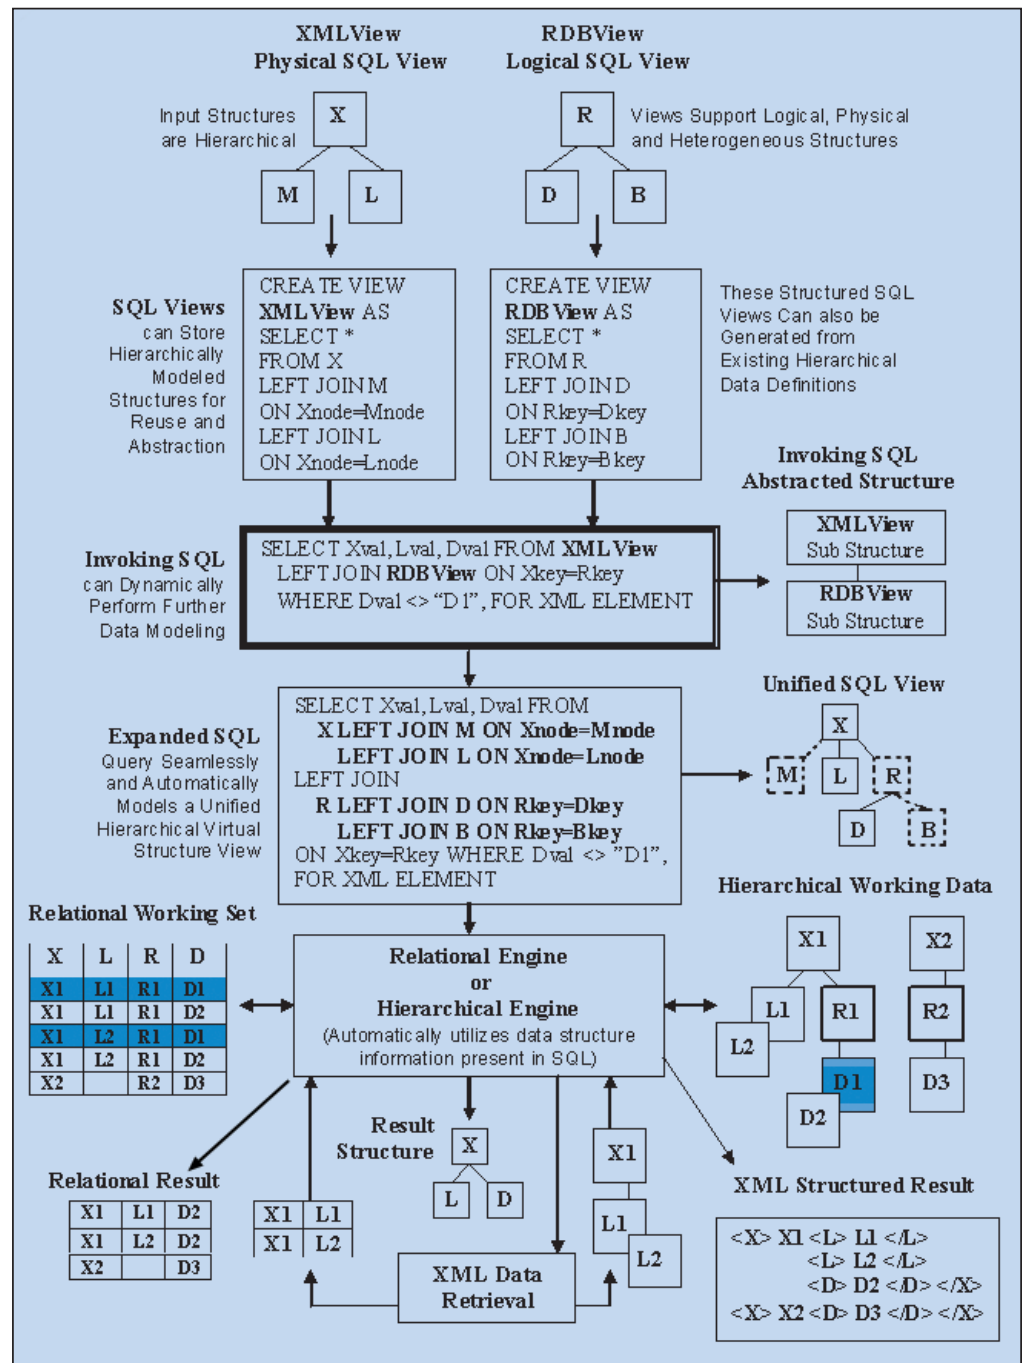 XMLView
Physical SQL View
RDBView
Logical SQL View
Input Structures
are Hierarchical
X
M
L
R
D
B
Views Support Logical, Physical
and Heterogeneous Structures
SQL Views
can Store
Hierarchically
Modeled
Structures for
Reuse and
Abstraction
CREATE VIEW
XMLView AS
SELECT *
FROM X
LEFT JOIN M
ON Xnode=Mnode
LEFT JOIN L
ON Xnode=Lnode
CREATE VIEW
RDBView AS
SELECT *
FROM R
LEFT JOIN D
ON Rkey=Dkey
LEFT JOIN B
ON Rkey=Bkey
These Structured SQL
Views Can also be
Generated from
Existing Hierarchical
Data Definitions
Invoking SQL
Abstracted Structure
XMLView
Sub Structure
RDBView
Sub Structure
Invoking SQL
can Dynamically
Perform Further
Data Modeling
SELECT Xval, Lval, Dval FROM XMLView
LEFT JOIN RDBView ON Xkey=Rkey
WHERE Dval <> “D1”, FOR XML ELEMENT
Expanded SQL
Query Seamlessly
and Automatically
Models a Unified
Hierarchical Virtual
Structure View
SELECT Xval, Lval, Dval FROM
X LEFT JOIN M ON Xnode=Mnode
LEFT JOIN L ON Xnode=Lnode
LEFT JOIN
R LEFT JOIN D ON Rkey=Dkey
LEFT JOIN B ON Rkey=Bkey
ON Xkey=Rkey WHERE Dval <> ”D1”,
FOR XML ELEMENT
Unified SQL View
X
M L R
D B
Relational Working Set
X L R D
X1 L1 R1 D1
X1 L1 R1 D2
X1 L2 R1 D1
X1 L2 R1 D2
X2 R2 D3
Relational Engine
or
Hierarchical Engine
(Automatically utilizes data structure
information present in SQL)
Hierarchical Working Data
X1 X2
L1 R1 R2
L2 D1 D3
D2
Relational Result
X1 L1 D2
X1 L2 D2
X2 D3
X1 L1
X1 L2
Result
Structure
X
L D
XML Data
Retrieval
X1
L1
L2
XML Structured Result
<X> X1 <L> L1 </L>
<L> L2 </L>
<D> D2 </D> </X>
<X> X2 <D> D3 </D> </X>